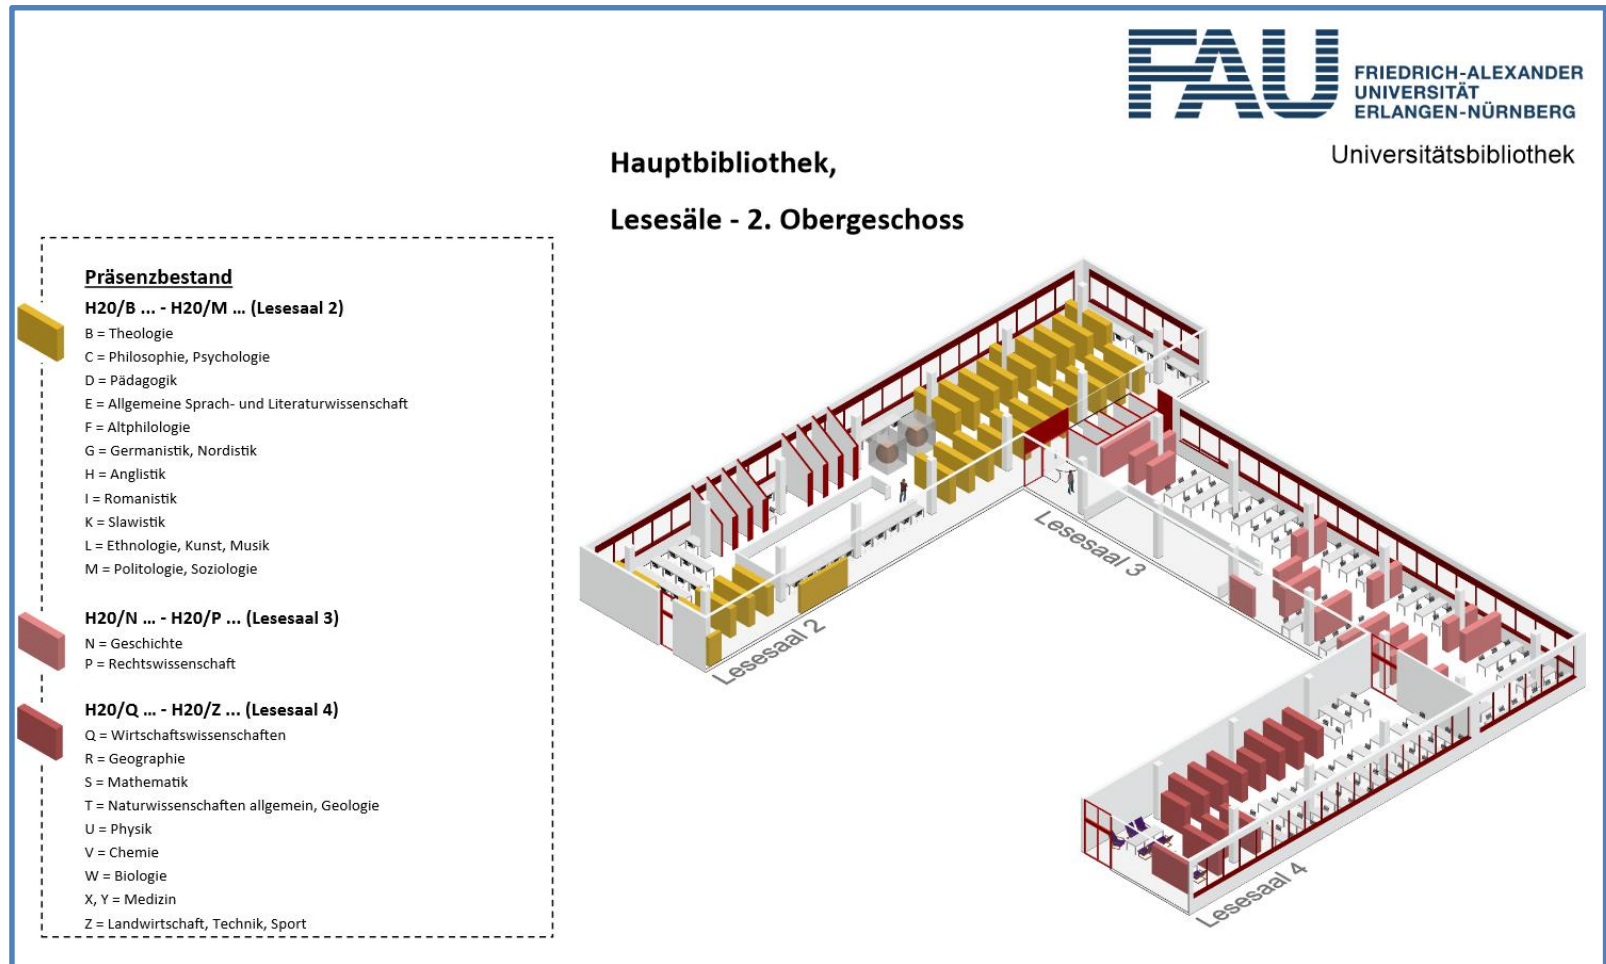 FAU
FRIEDRICH-ALEXANDER
UNIVERSITÄT
ERLANGEN-NÜRNBERG
Universitätsbibliothek
Hauptbibliothek,
Lesesäle - 2. Obergeschoss
Präsenzbestand
H20/B ... - H20/M ... (Lesesaal 2)
B = Theologie
C = Philosophie, Psychologie
D = Pädagogik
E = Allgemeine Sprach- und Literaturwissenschaft
F = Altphilologie
G = Germanistik, Nordistik
H = Anglistik
I = Romanistik
K = Slawistik
L = Ethnologie, Kunst, Musik
M = Politologie, Soziologie
H20/N ... - H20/P ... (Lesesaal 3)
N = Geschichte
P = Rechtswissenschaft
H20/Q ... - H20/Z ... (Lesesaal 4)
Q = Wirtschaftswissenschaften
R = Geographie
S = Mathematik
T = Naturwissenschaften allgemein, Geologie
U = Physik
V = Chemie
W = Biologie
X, Y = Medizin
Z = Landwirtschaft, Technik, Sport
Lesesaal 2
Lesesaal 3
Lesesaal 4